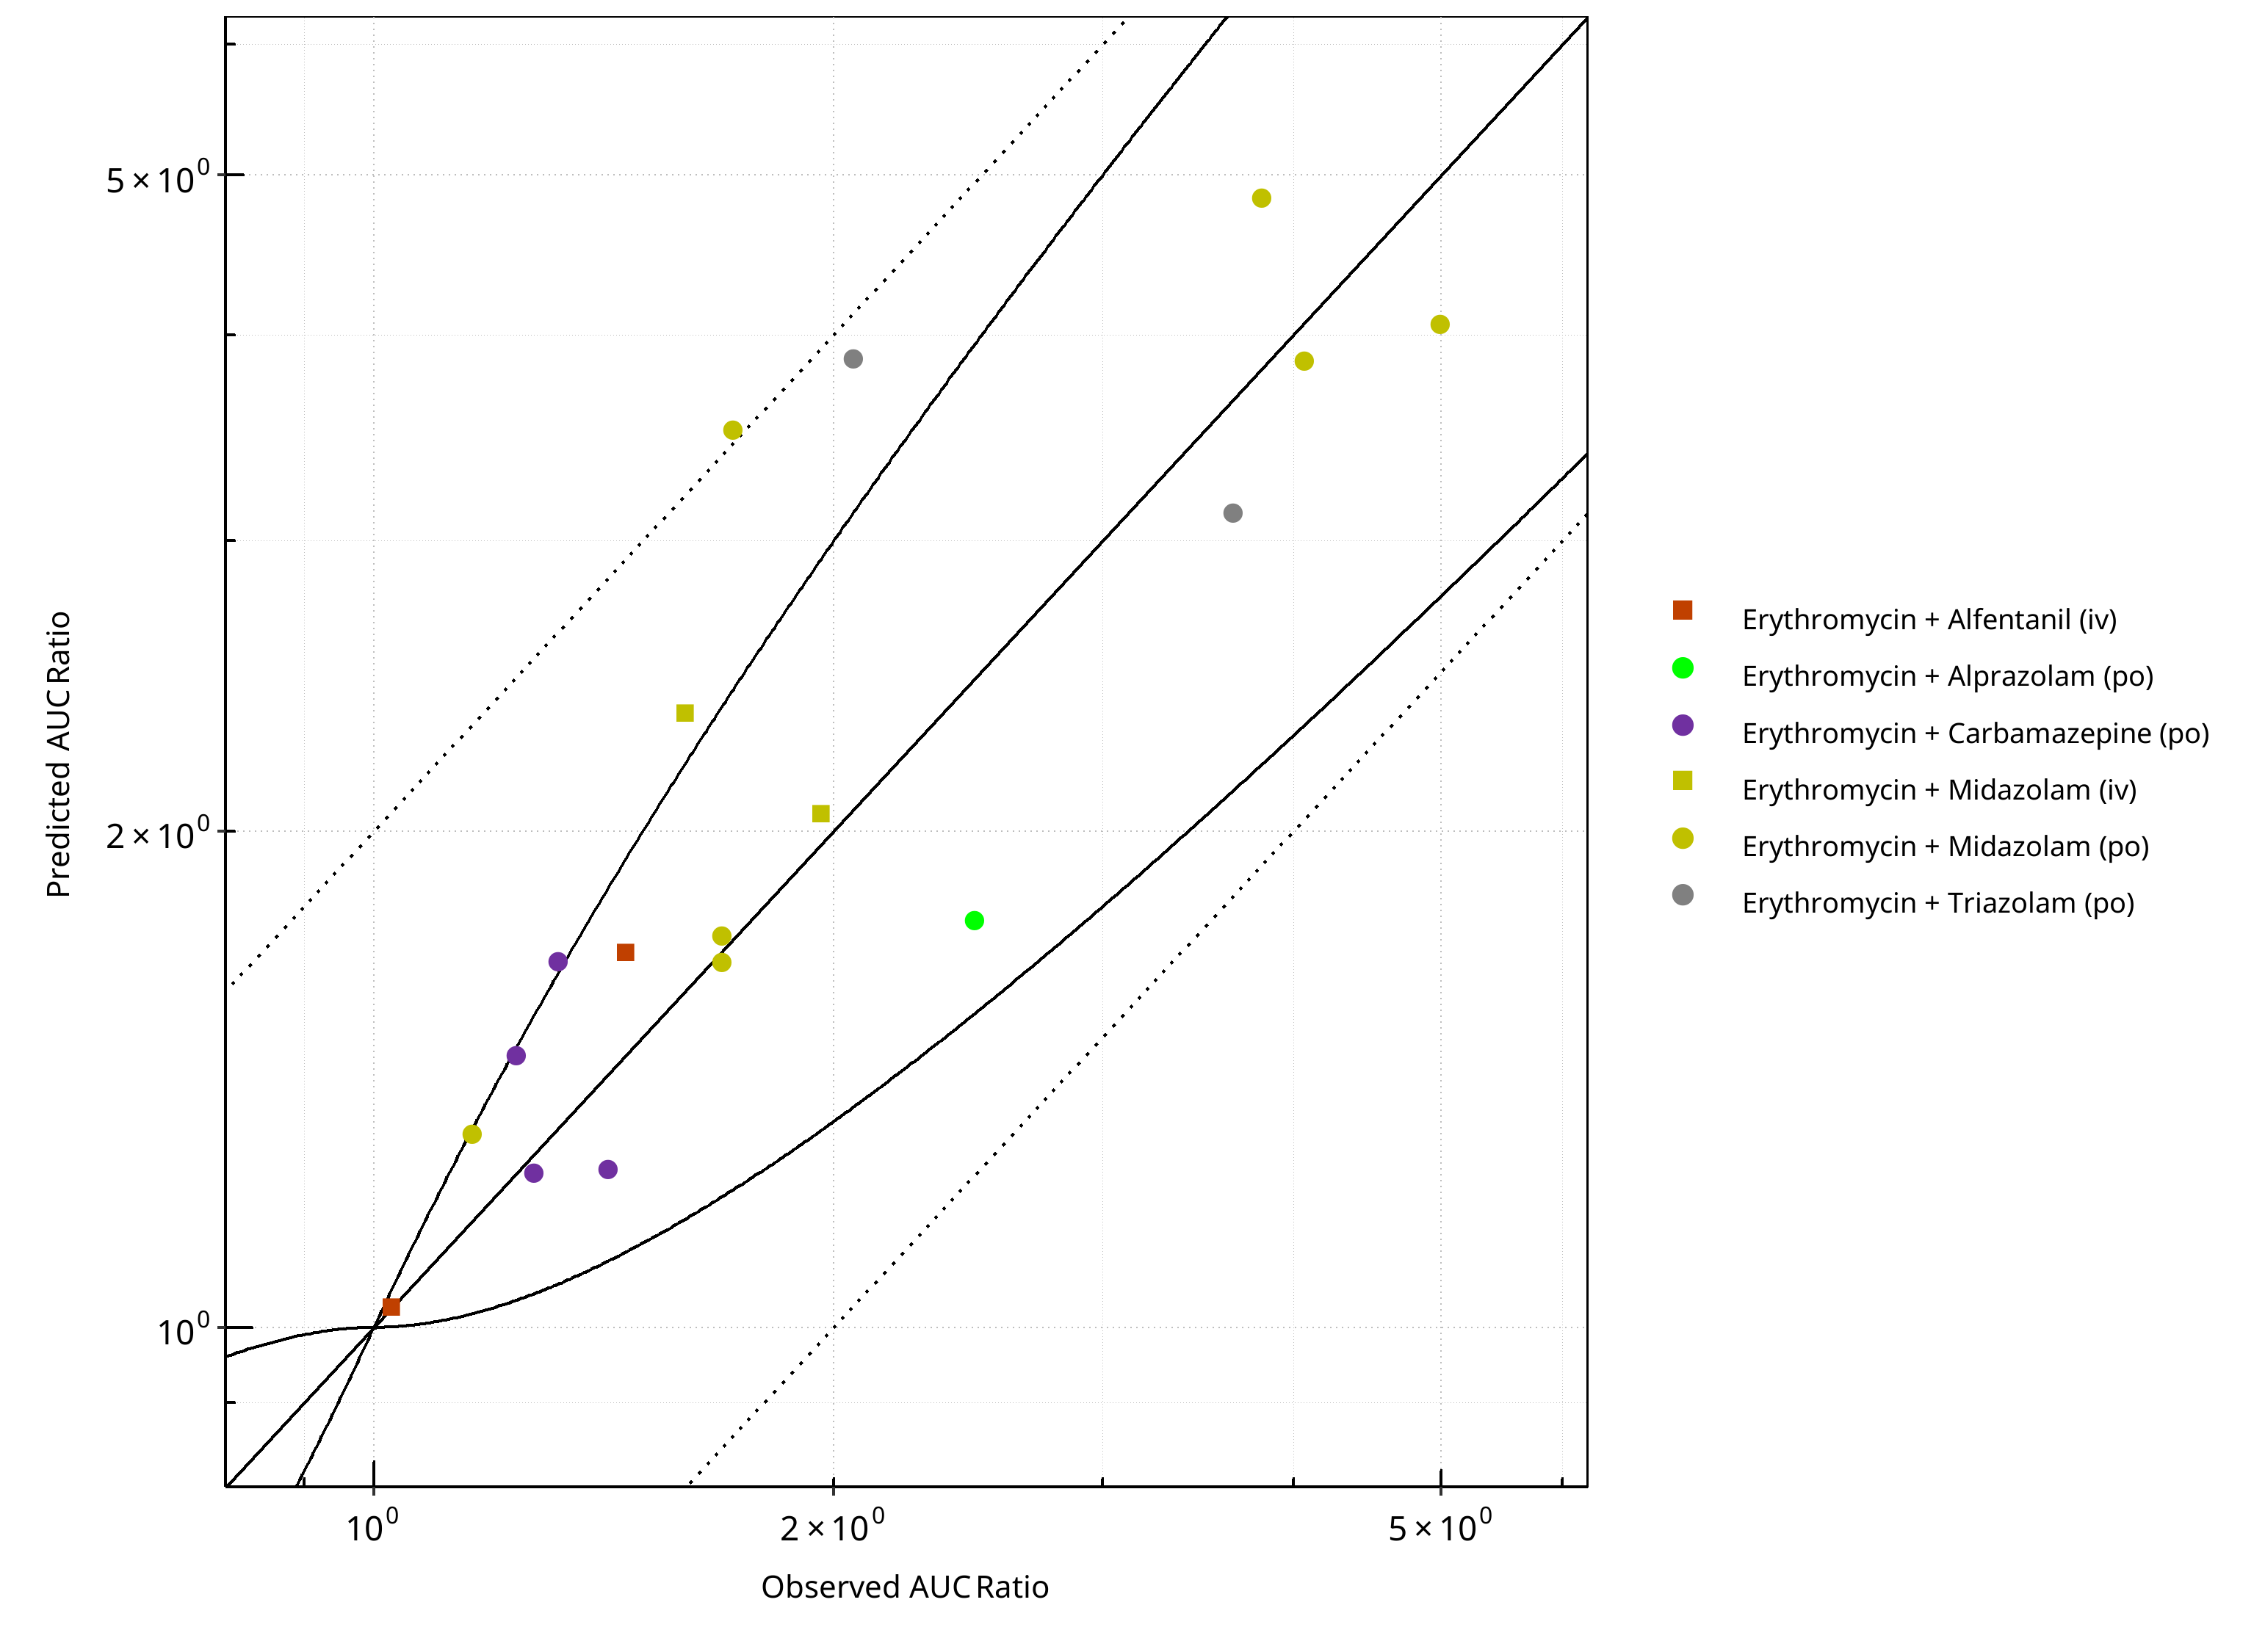 5 × 10⁰
2 × 10⁰
10⁰
Predicted AUC Ratio
10⁰
2 × 10⁰
5 × 10⁰
Observed AUC Ratio
Erythromycin + Alfentanil (iv)
Erythromycin + Alprazolam (po)
Erythromycin + Carbamazepine (po)
Erythromycin + Midazolam (iv)
Erythromycin + Midazolam (po)
Erythromycin + Triazolam (po)